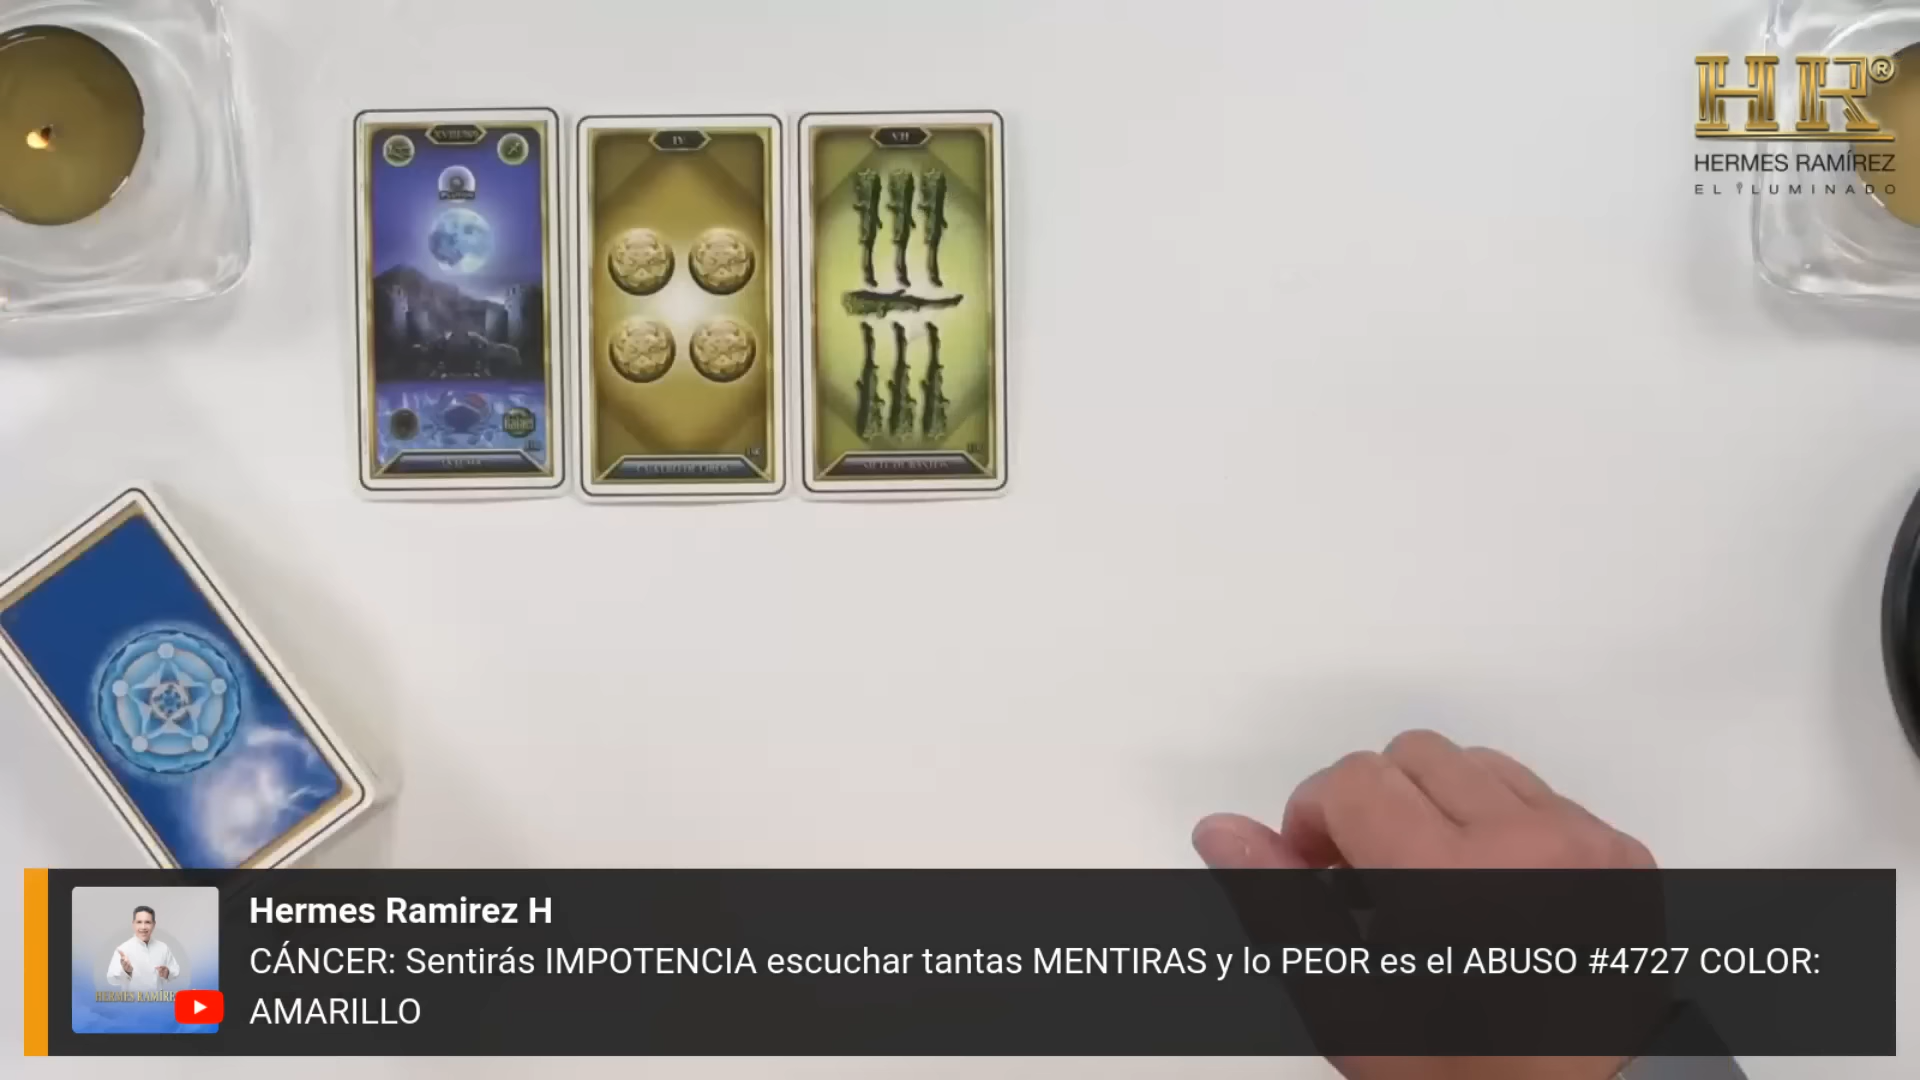 HR®
HERMES RAMÍREZ
EL ILUMINADO
IV
VII
Hermes Ramirez H
CÁNCER: Sentirás IMPOTENCIA escuchar tantas MENTIRAS y lo PEOR es el ABUSO #4727 COLOR:
AMARILLO